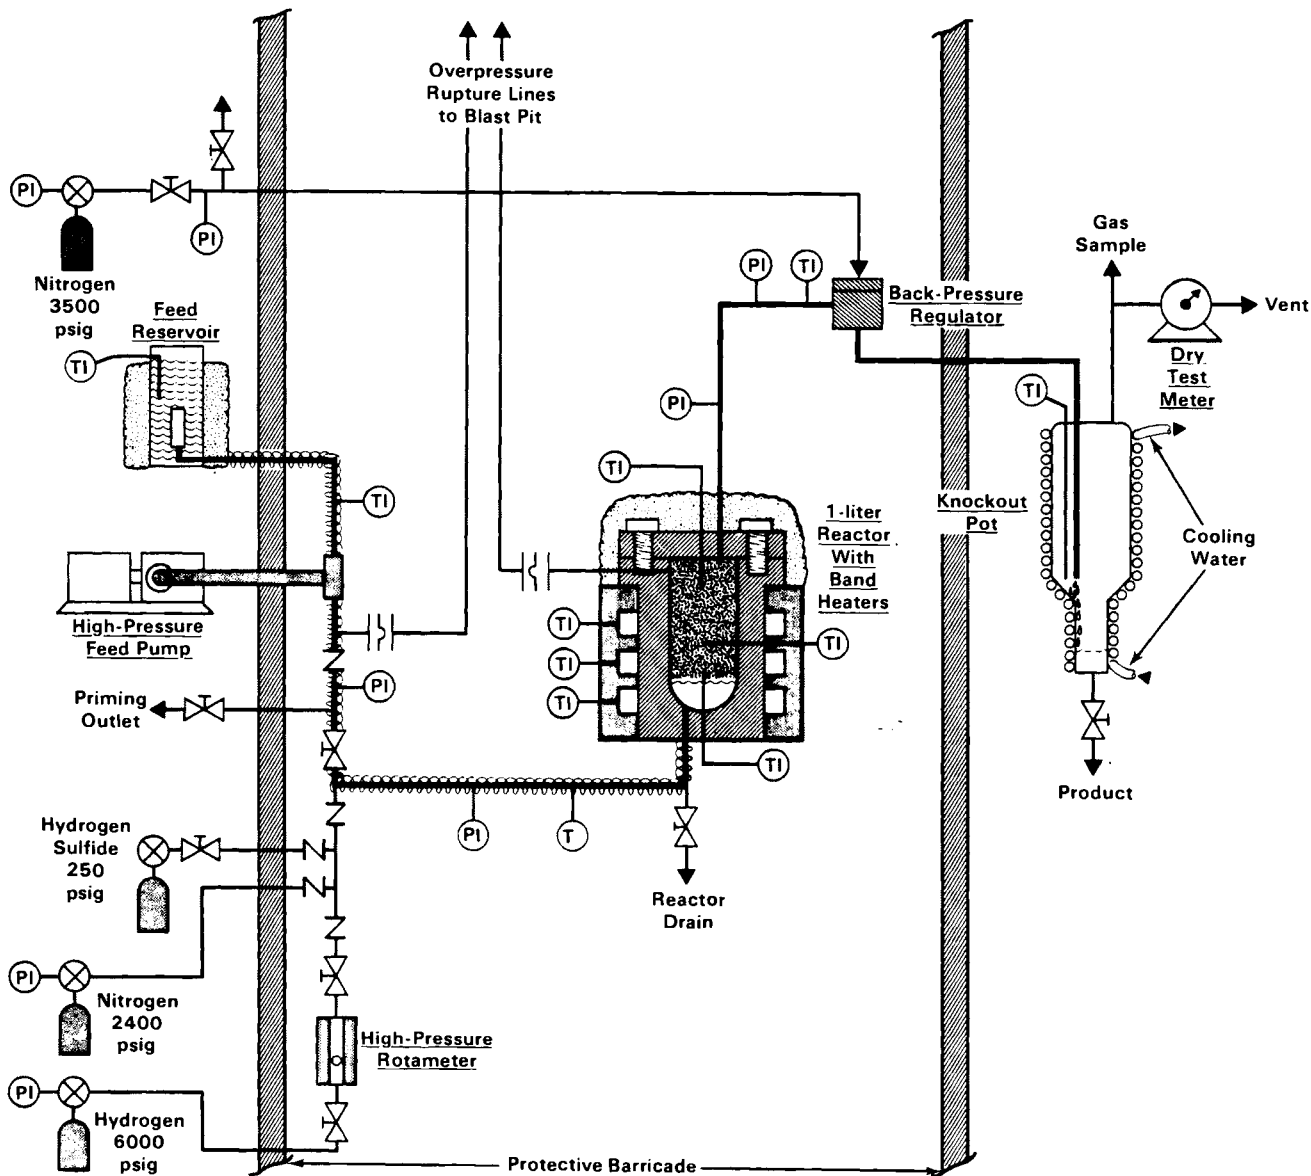 Overpressure
Rupture Lines
to Blast Pit
PI
PI
Nitrogen
3500
psig
Feed
Reservoir
TI
TI
High-Pressure
Feed Pump
PI
Priming
Outlet
PI
TI
Back-Pressure
Regulator
PI
TI
1-liter
Reactor
With
Band
Heaters
TI
TI
TI
TI
TI
PI
T
Reactor
Drain
Gas
Sample
Vent
Dry
Test
Meter
TI
Knockout
Pot
Cooling
Water
Product
Hydrogen
Sulfide
250
psig
PI
Nitrogen
2400
psig
High-Pressure
Rotameter
PI
Hydrogen
6000
psig
Protective Barricade